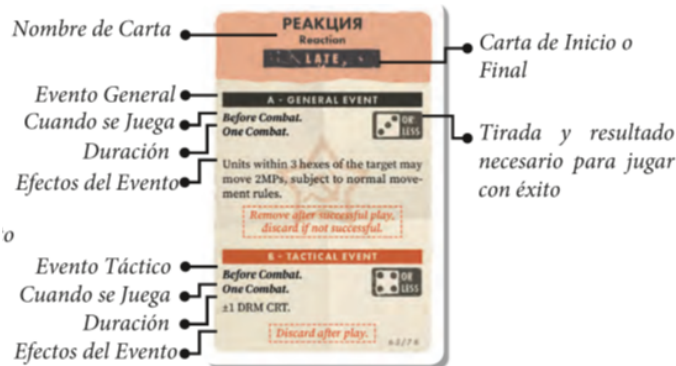 Nombre de Carta
Evento General
Cuando se Juega
Duración
Efectos del Evento
to
Evento Táctico
Cuando se Juega
Duración
Efectos del Evento
РЕАКЦИЯ
Reaction
LATE
A - GENERAL EVENT
Before Combat.
One Combat.
OR
LESS
Units within 3 hexes of the target may
move 2MPs, subject to normal move-
ment rules.
Remove after successful play,
discard if not successful.
B - TACTICAL EVENT
Before Combat.
One Combat.
OR
LESS
±1 DRM CRT.
Discard after play.
Carta de Inicio o
Final
Tirada y resultado
necesario para jugar
con éxito